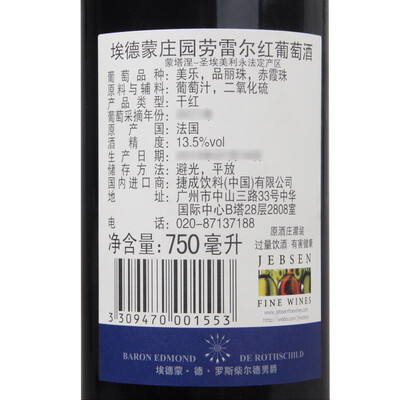 埃德蒙庄园劳雷尔红葡萄酒
蒙塔涅-圣埃美利永法定产区
葡萄品种：美乐，品丽珠，赤霞珠
原料与辅料：葡萄汁，二氧化硫
产品类型：干红
葡萄采摘年份：
原产国：法国
酒精度：13.5%vol
生产日期：
储存方法：避光，平放
国内进口商：捷成饮料(中国)有限公司
地址：广州市中山三路33号中华
国际中心B塔28层2808室
电话：020-87137188
净含量：750毫升
原酒庄灌装
过量饮酒 有害健康
JEBSEN
FINE WINES
3 309470 001553
BARON EDMOND DE ROTHSCHILD
埃德蒙·德·罗斯柴尔德男爵